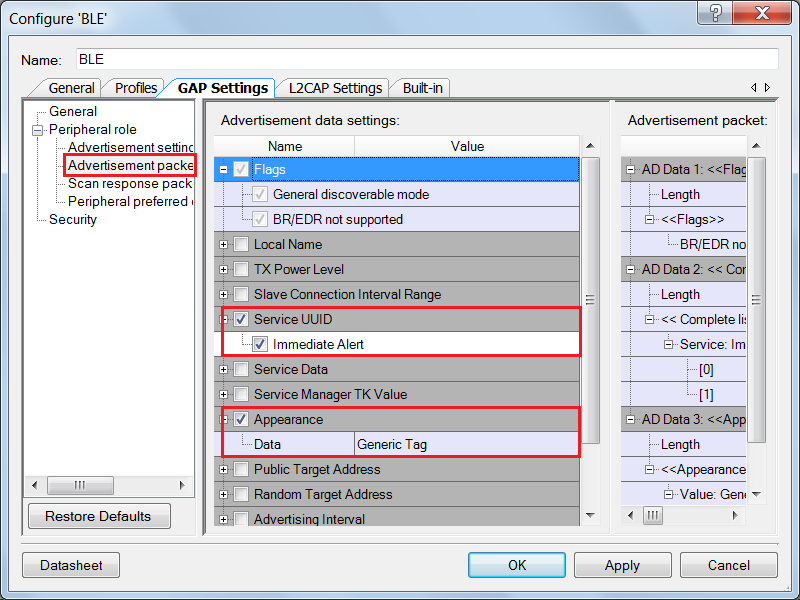 Configure 'BLE'
Name: BLE
General Profiles GAP Settings L2CAP Settings Built-in
General
Peripheral role
Advertisement settin
Advertisement packe
Scan response pack
Peripheral preferred
Security
Restore Defaults
Advertisement data settings:
Name Value
Flags
General discoverable mode
BR/EDR not supported
Local Name
TX Power Level
Slave Connection Interval Range
Service UUID
Immediate Alert
Service Data
Service Manager TK Value
Appearance
Data Generic Tag
Public Target Address
Random Target Address
Advertising Interval
Advertisement packet:
AD Data 1: <<Flag
Length
<<Flags>>
BR/EDR no
AD Data 2: << Con
Length
<< Complete lis
Service: Im
[0]
[1]
AD Data 3: <<App
Length
<<Appearance
Value: Gene
Datasheet OK Apply Cancel